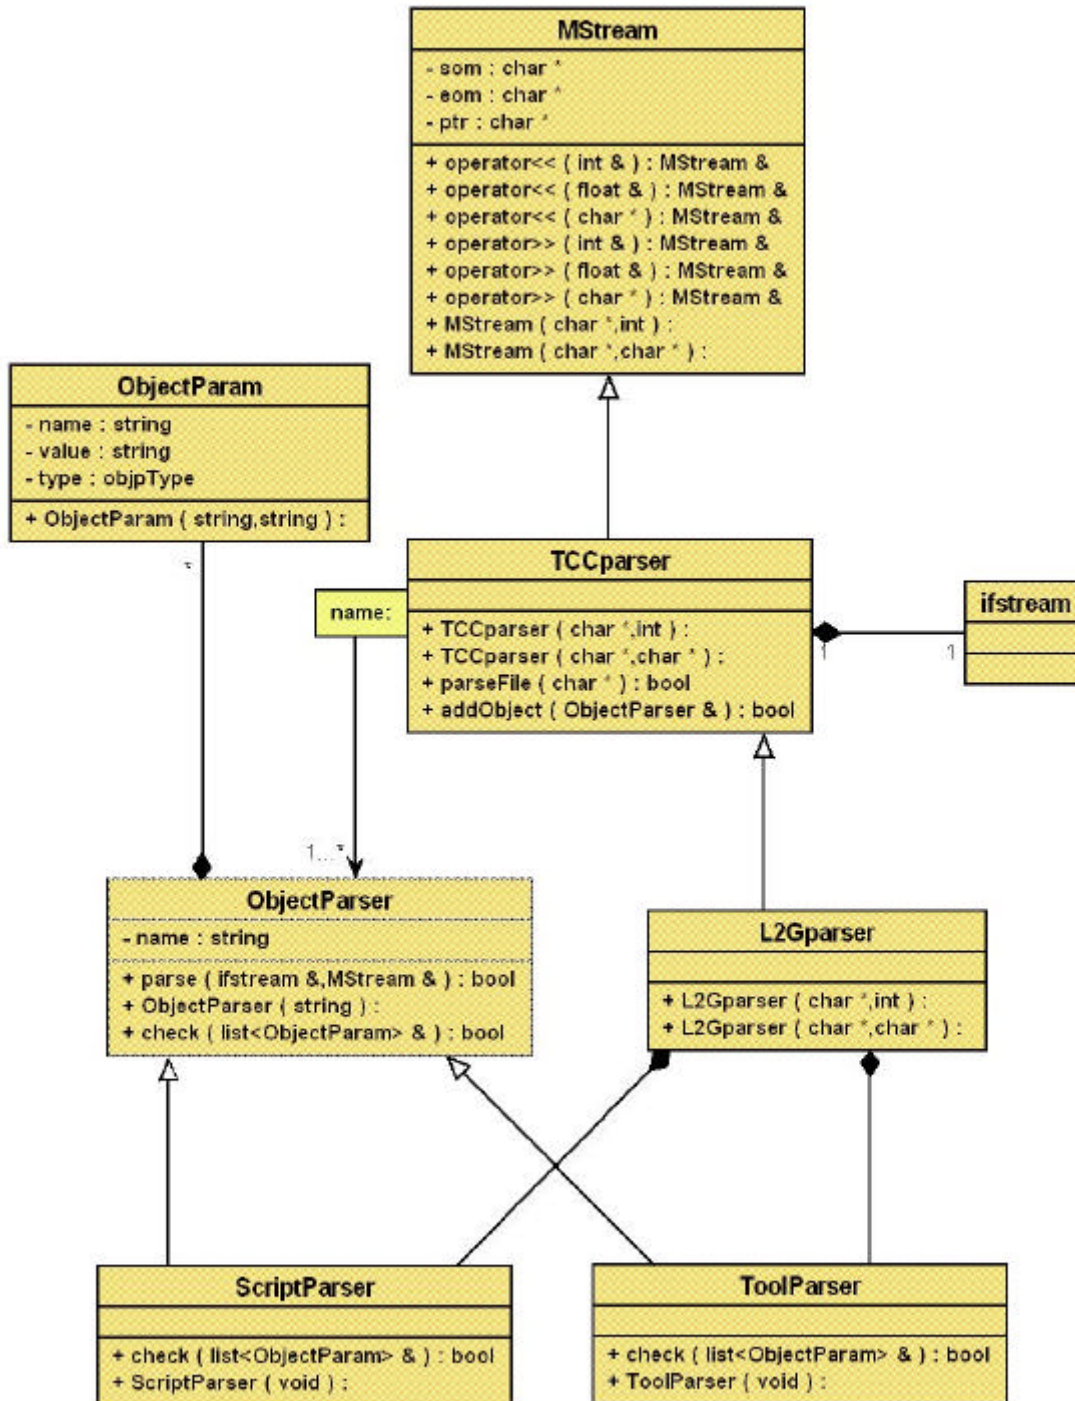 MStream
- som : char *
- eom : char *
- ptr : char *
+ operator<< ( int & ) : MStream &
+ operator<< ( float & ) : MStream &
+ operator<< ( char * ) : MStream &
+ operator>> ( int & ) : MStream &
+ operator>> ( float & ) : MStream &
+ operator>> ( char * ) : MStream &
+ MStream ( char *,int ) :
+ MStream ( char *,char * ) :
ObjectParam
- name : string
- value : string
- type : objpType
+ ObjectParam ( string,string ) :
*
TCCparser
+ TCCparser ( char *,int ) :
+ TCCparser ( char *,char * ) :
+ parseFile ( char * ) : bool
+ addObject ( ObjectParser & ) : bool
name:
1
1
ifstream
1...*
ObjectParser
- name : string
+ parse ( ifstream &,MStream & ) : bool
+ ObjectParser ( string ) :
+ check ( list<ObjectParam> & ) : bool
L2Gparser
+ L2Gparser ( char *,int ) :
+ L2Gparser ( char *,char * ) :
ScriptParser
+ check ( list<ObjectParam> & ) : bool
+ ScriptParser ( void ) :
ToolParser
+ check ( list<ObjectParam> & ) : bool
+ ToolParser ( void ) :